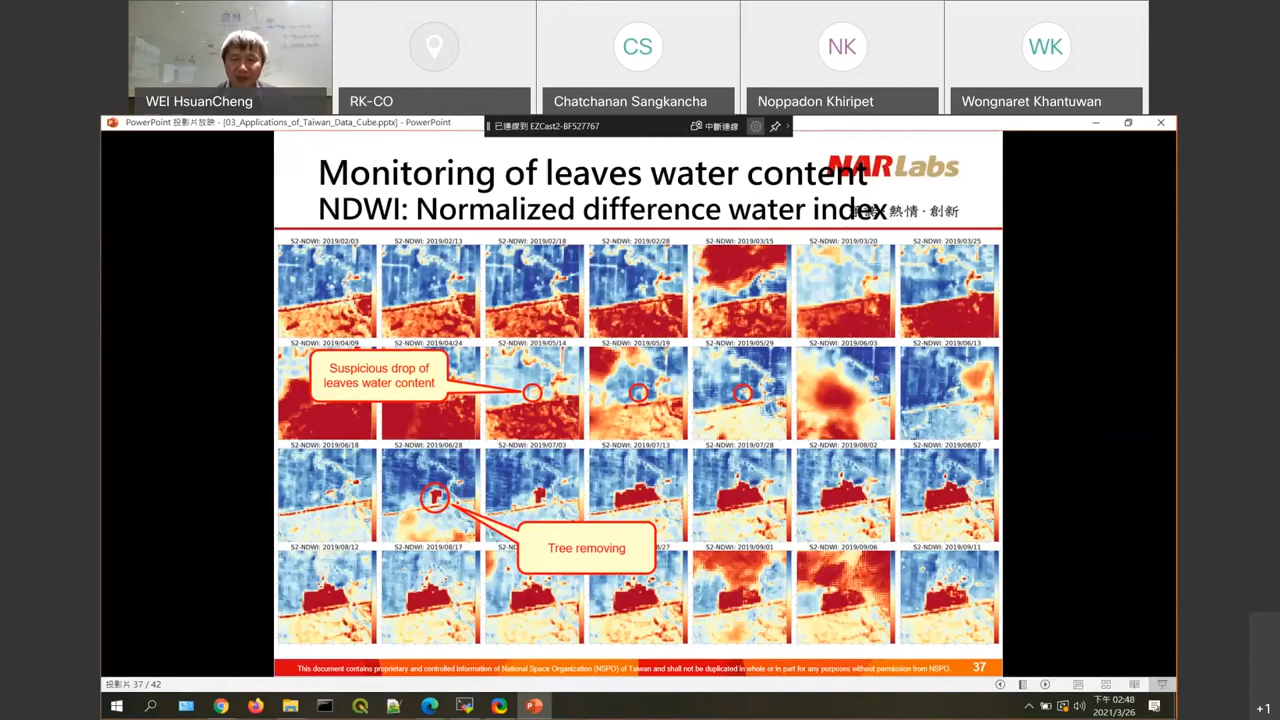 CS
NK
WK
WEI HsuanCheng
RK-CO
Chatchanan Sangkancha
Noppadon Khiripet
Wongnaret Khantuwan
PowerPoint 投影片放映 - [03_Applications_of_Taiwan_Data_Cube.pptx] - PowerPoint
已連線到 EZCast2-BF527767
中斷連線
Monitoring of leaves water content
NARLabs
NDWI: Normalized difference water index
熱情·創新
S2-NDWI: 2019/02/03
S2-NDWI: 2019/02/13
S2-NDWI: 2019/02/18
S2-NDWI: 2019/02/28
S2-NDWI: 2019/03/15
S2-NDWI: 2019/03/20
S2-NDWI: 2019/03/25
S2-NDWI: 2019/04/09
S2-NDWI: 2019/04/24
S2-NDWI: 2019/05/14
S2-NDWI: 2019/05/19
S2-NDWI: 2019/05/29
S2-NDWI: 2019/06/03
S2-NDWI: 2019/06/13
Suspicious drop of
leaves water content
S2-NDWI: 2019/06/18
S2-NDWI: 2019/06/28
S2-NDWI: 2019/07/03
S2-NDWI: 2019/07/13
S2-NDWI: 2019/07/28
S2-NDWI: 2019/08/02
S2-NDWI: 2019/08/07
Tree removing
S2-NDWI: 2019/08/12
S2-NDWI: 2019/08/17
/27
S2-NDWI: 2019/09/01
S2-NDWI: 2019/09/06
S2-NDWI: 2019/09/11
This document contains proprietary and controlled information of National Space Organization (NSPO) of Taiwan and shall not be duplicated in whole or in part for any purposes without permission from NSPO.
37
投影片 37 / 42
下午 02:48
2021/3/26
+1